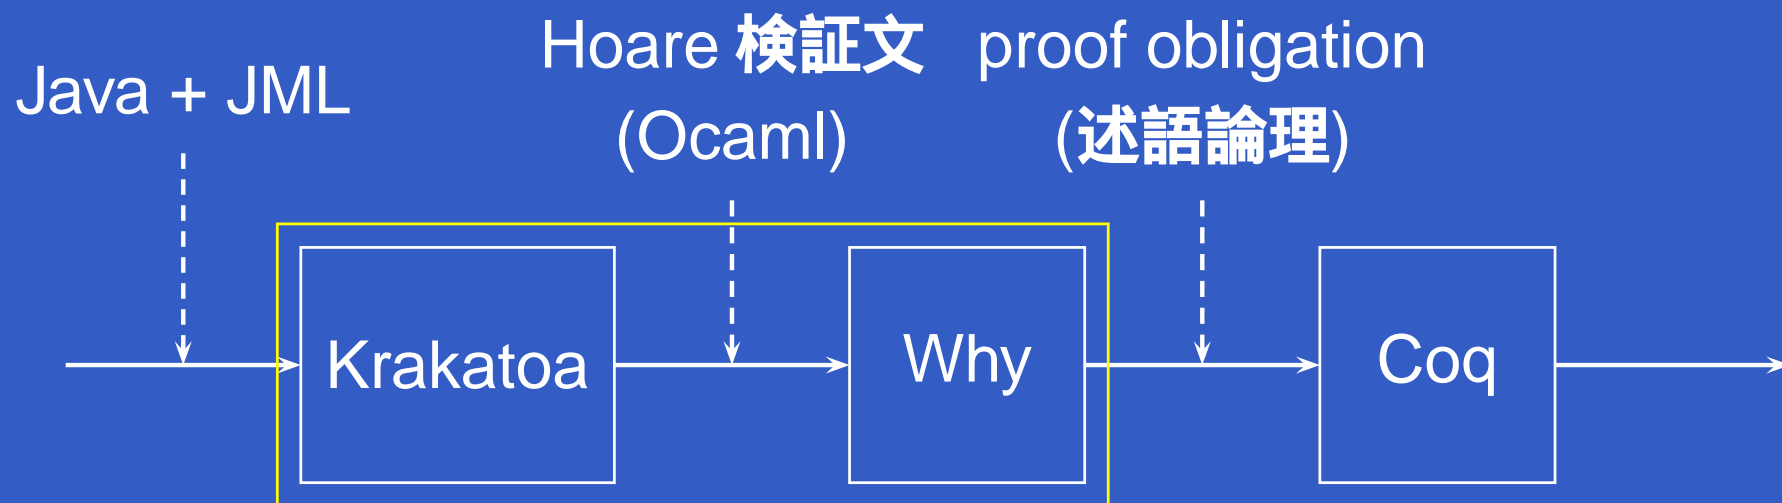 Java + JML
Hoare 検証文
(Ocaml)
proof obligation
(述語論理)
Krakatoa
Why
Coq